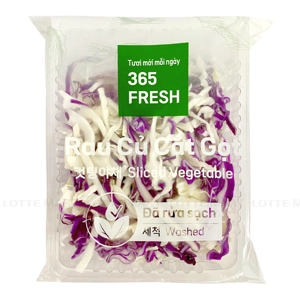 Tươi mới mỗi ngày
365
FRESH
Rau Củ Cắt Gọt
Sliced Vegetable
Đã rửa sạch
세척 Washed